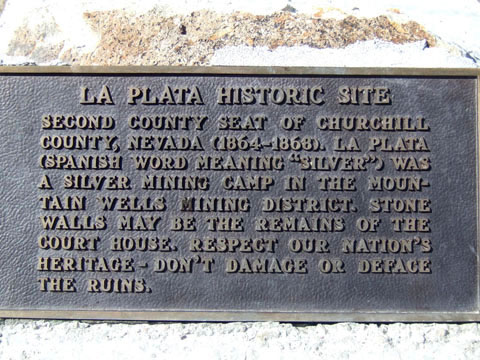 LA PLATA HISTORIC SITE
SECOND COUNTY SEAT OF CHURCHILL
COUNTY, NEVADA (1864-1868). LA PLATA
(SPANISH WORD MEANING "SILVER") WAS
A SILVER MINING CAMP IN THE MOUN-
TAIN WELLS MINING DISTRICT. STONE
WALLS MAY BE THE REMAINS OF THE
COURT HOUSE. RESPECT OUR NATION'S
HERITAGE - DON'T DAMAGE OR DEFACE
THE RUINS.